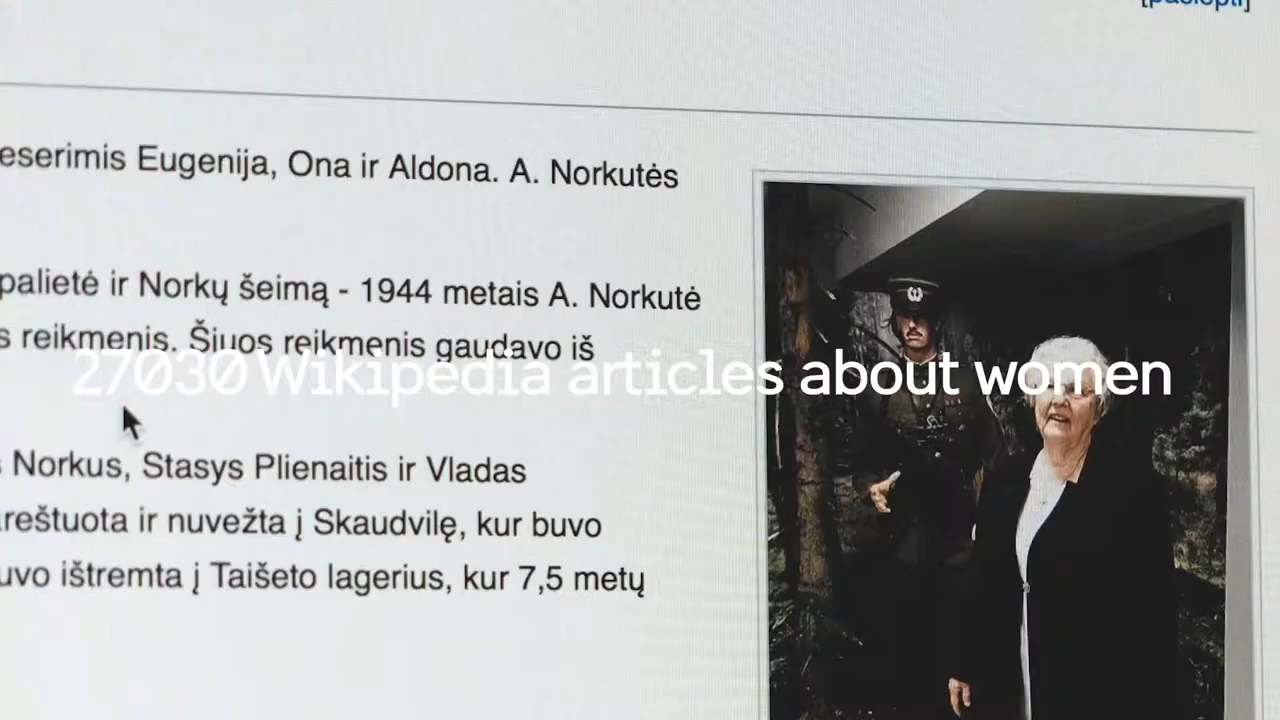 [paslėpti]
eserimis Eugenija, Ona ir Aldona. A. Norkutės
palietė ir Norkų šeimą - 1944 metais A. Norkutė
s reikmenis. Šiuos reikmenis gaudavo iš
27030 Wikipedia articles about women
s Norkus, Stasys Plienaitis ir Vladas
areštuota ir nuvežta į Skaudvilę, kur buvo
uvo ištremta į Taišeto lagerius, kur 7,5 metų